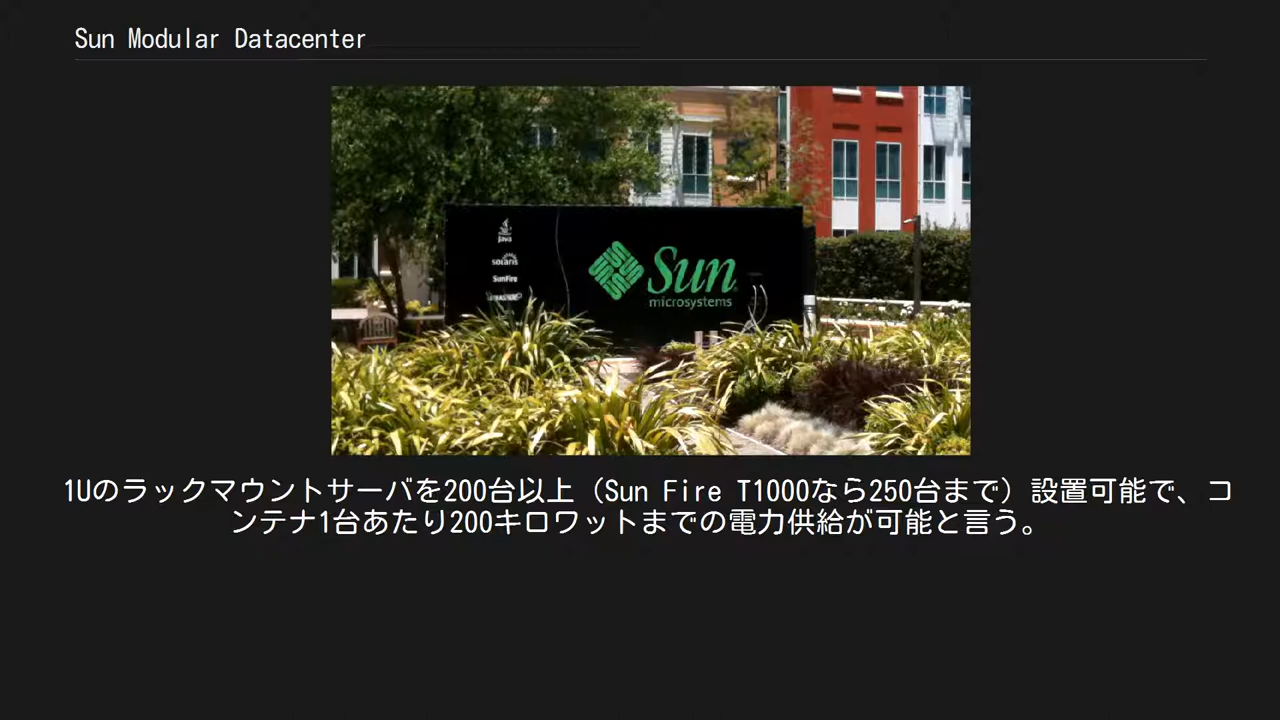 Sun Modular Datacenter
Java
solaris
SunFire
Sun
microsystems
1Uのラックマウントサーバを200台以上（Sun Fire T1000なら250台まで）設置可能で、コ
ンテナ1台あたり200キロワットまでの電力供給が可能と言う。